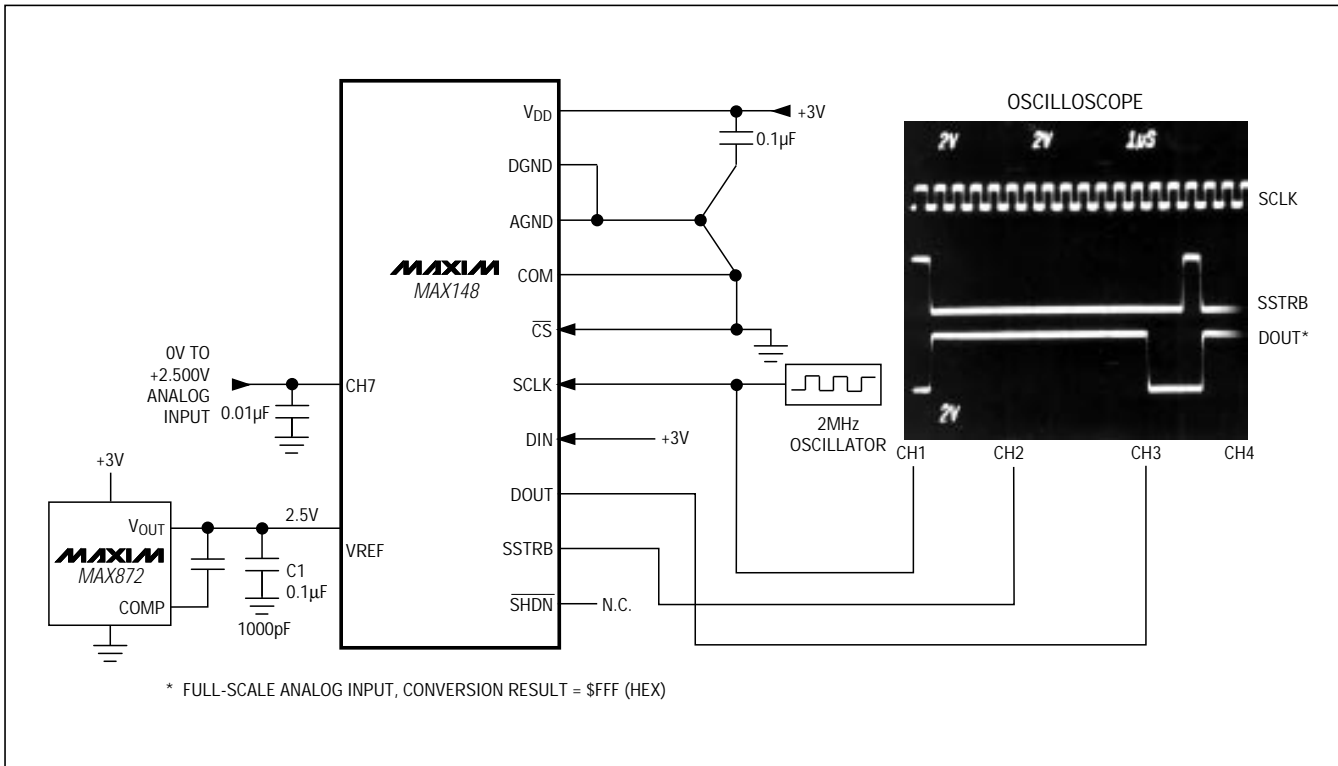 VDD
+3V
OSCILLOSCOPE
0.1µF
2V 2V 1µS
DGND
SCLK
AGND
MAXIM
MAX148
COM
SSTRB
CS
DOUT*
0V TO
+2.500V
ANALOG
INPUT
CH7
SCLK
0.01µF
2MHz
OSCILLATOR
2V
DIN
+3V
CH1 CH2 CH3 CH4
+3V
DOUT
VOUT
2.5V
VREF
MAXIM
MAX872
SSTRB
C1
0.1µF
COMP
SHDN
N.C.
1000pF
* FULL-SCALE ANALOG INPUT, CONVERSION RESULT = $FFF (HEX)